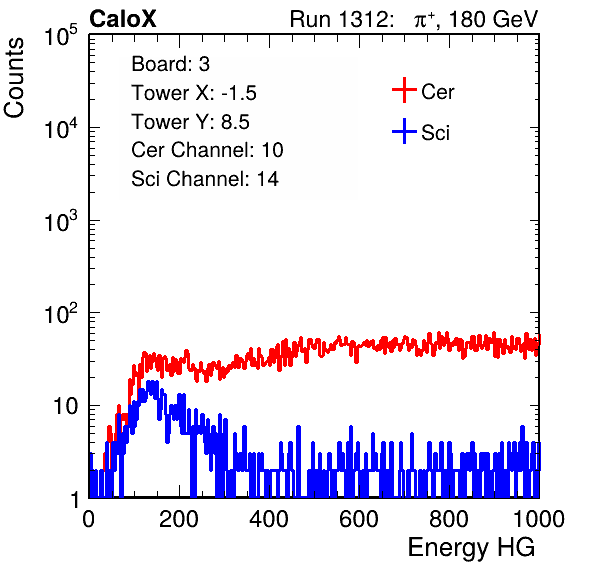 CaloX Run 1312: π⁺, 180 GeV
Counts
Board: 3
Tower X: -1.5
Tower Y: 8.5
Cer Channel: 10
Sci Channel: 14
Cer
Sci
10⁵
10⁴
10³
10²
10
1
0 200 400 600 800 1000
Energy HG